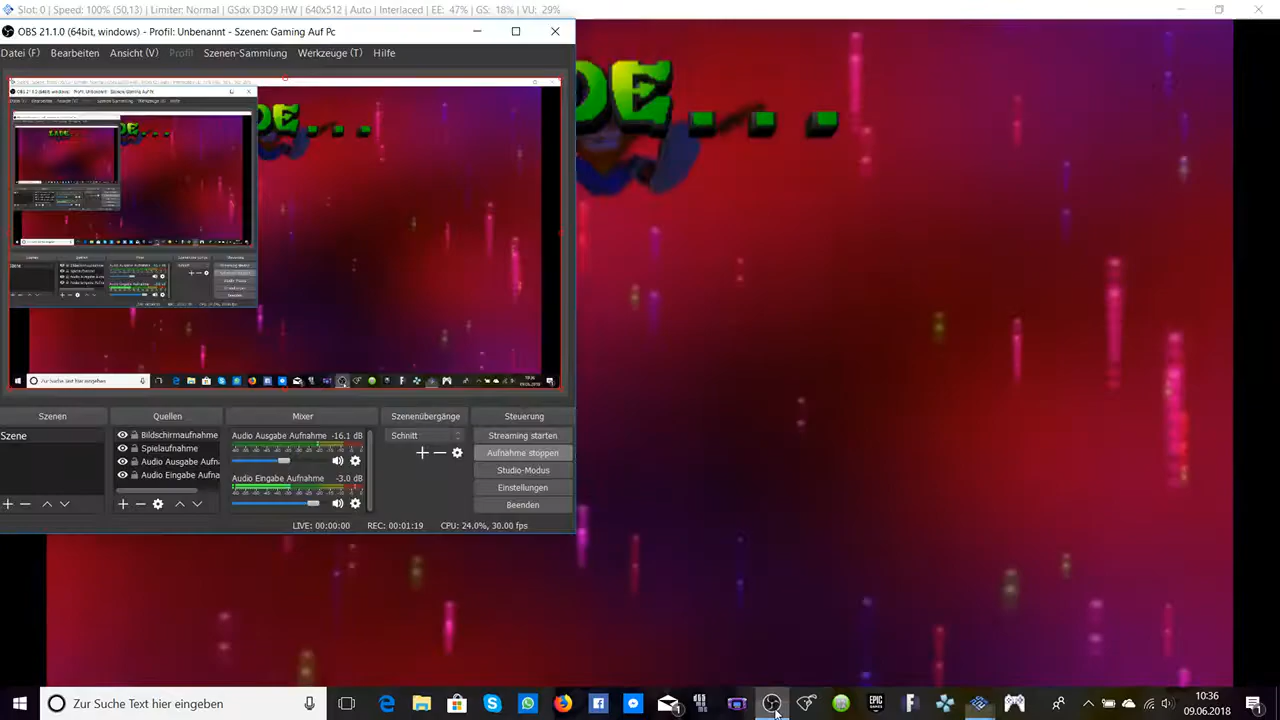 Slot: 0 | Speed: 100% (50,13) | Limiter: Normal | GSdx D3D9 HW | 640x512 | Auto | Interlaced | EE: 47% | GS: 18% | VU: 29%
OBS 21.1.0 (64bit, windows) - Profil: Unbenannt - Szenen: Gaming Auf Pc
Datei (F) Bearbeiten Ansicht (V) Profil Szenen-Sammlung Werkzeuge (T) Hilfe
DE...
Szenen Quellen Mixer Szenenübergänge Steuerung
Szene
Bildschirmaufnahme
Spielaufnahme
Audio Ausgabe Aufn
Audio Eingabe Aufna
Audio Ausgabe Aufnahme -16.1 dB
Audio Eingabe Aufnahme -3.0 dB
Schnitt
Streaming starten
Aufnahme stoppen
Studio-Modus
Einstellungen
Beenden
LIVE: 00:00:00 REC: 00:01:19 CPU: 24.0%, 30.00 fps
Zur Suche Text hier eingeben
EPIC GAMES
10:36
09.06.2018